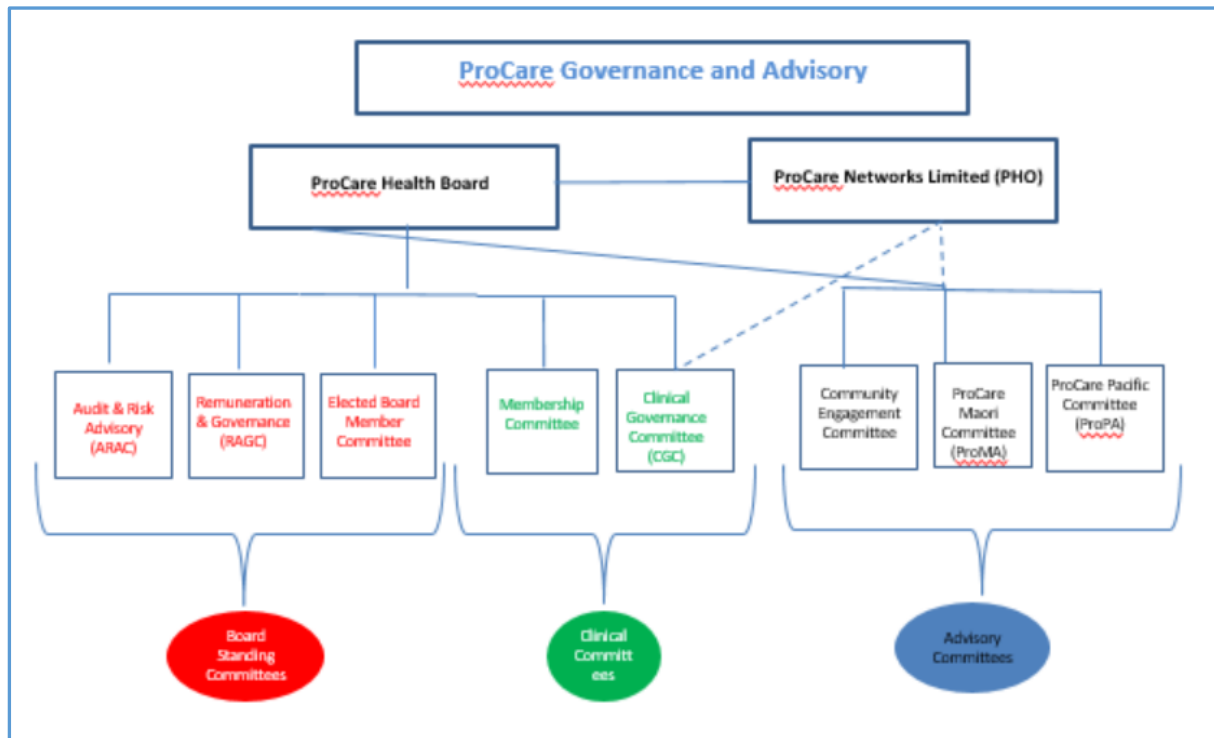 ProCare Governance and Advisory
ProCare Health Board
ProCare Networks Limited (PHO)
Audit & Risk
Advisory
(ARAC)
Remuneration
& Governance
(RAGC)
Elected Board
Member
Committee
Membership
Committee
Clinical
Governance
Committee
(CGC)
Community
Engagement
Committee
ProCare
Maori
Committee
(ProMA)
ProCare Pacific
Committee
(ProPA)
Board
Standing
Committees
Clinical
Committ
ees
Advisory
Committees